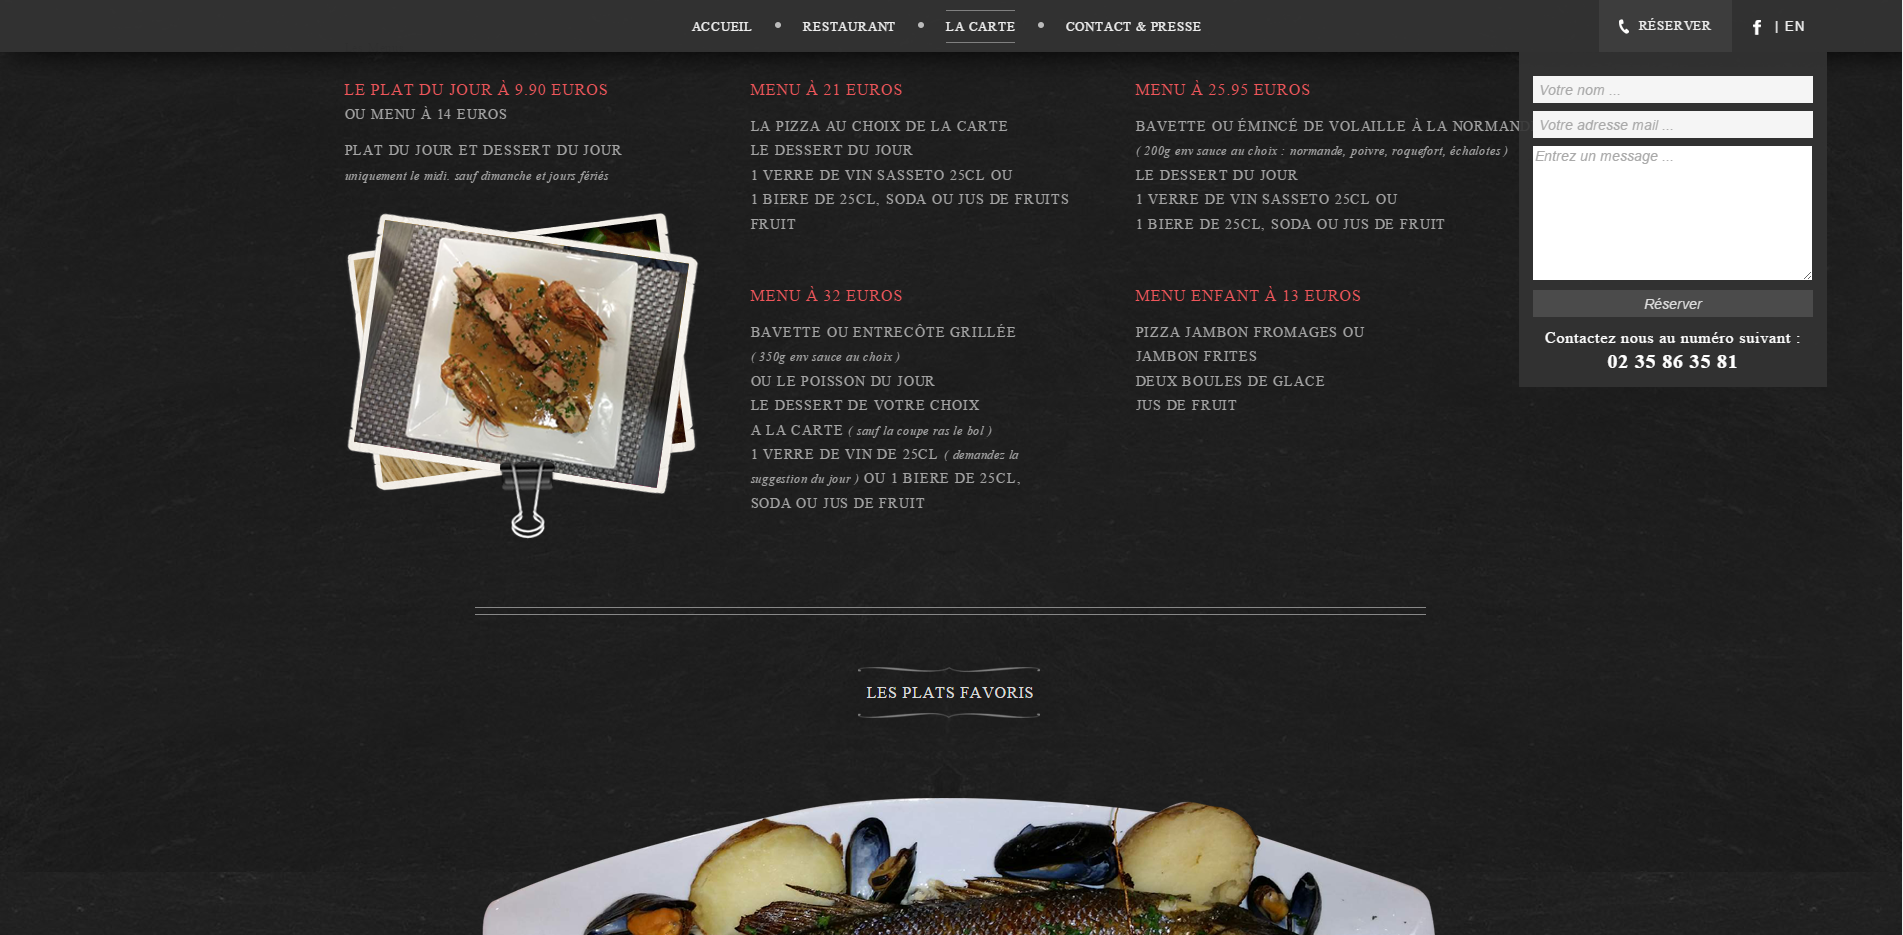 ACCUEIL • RESTAURANT • LA CARTE • CONTACT & PRESSE
RÉSERVER
f | EN
LE PLAT DU JOUR À 9.90 EUROS
OU MENU À 14 EUROS
PLAT DU JOUR ET DESSERT DU JOUR
uniquement le midi. sauf dimanche et jours fériés
MENU À 21 EUROS
LA PIZZA AU CHOIX DE LA CARTE
LE DESSERT DU JOUR
1 VERRE DE VIN SASSETO 25CL OU
1 BIERE DE 25CL, SODA OU JUS DE FRUITS
FRUIT
MENU À 25.95 EUROS
BAVETTE OU ÉMINCÉ DE VOLAILLE À LA NORMAND
( 200g env sauce au choix : normande, poivre, roquefort, échalotes )
LE DESSERT DU JOUR
1 VERRE DE VIN SASSETO 25CL OU
1 BIERE DE 25CL, SODA OU JUS DE FRUIT
MENU À 32 EUROS
BAVETTE OU ENTRECÔTE GRILLÉE
( 350g env sauce au choix )
OU LE POISSON DU JOUR
LE DESSERT DE VOTRE CHOIX
A LA CARTE ( sauf la coupe ras le bol )
1 VERRE DE VIN DE 25CL ( demandez la
suggestion du jour ) OU 1 BIERE DE 25CL,
SODA OU JUS DE FRUIT
MENU ENFANT À 13 EUROS
PIZZA JAMBON FROMAGES OU
JAMBON FRITES
DEUX BOULES DE GLACE
JUS DE FRUIT
Votre nom ...
Votre adresse mail ...
Entrez un message ...
Réserver
Contactez nous au numéro suivant :
02 35 86 35 81
LES PLATS FAVORIS